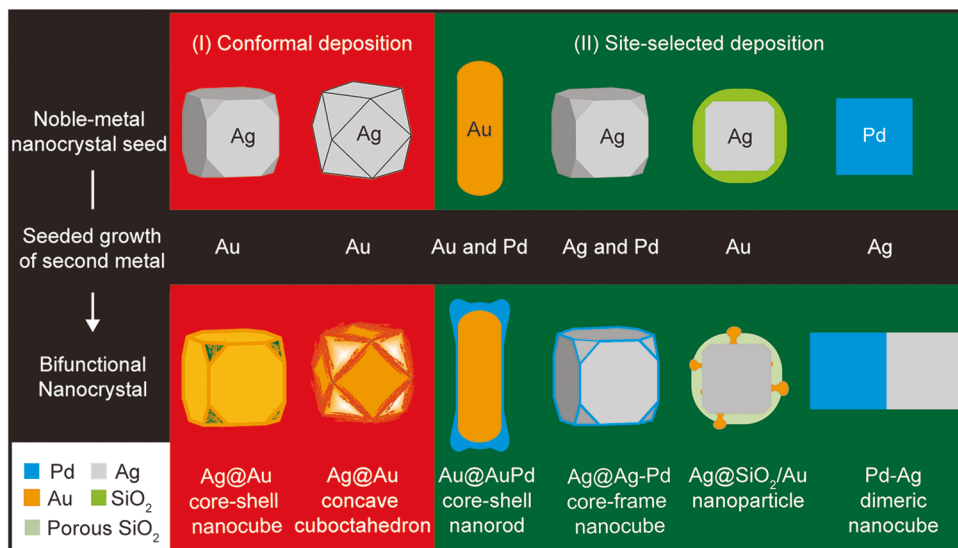 (I) Conformal deposition
(II) Site-selected deposition
Noble-metal
nanocrystal seed
Ag
Ag
Au
Ag
Ag
Pd
Seeded growth
of second metal
Au
Au
Au and Pd
Ag and Pd
Au
Ag
Bifunctional
Nanocrystal
Pd
Ag
Au
SiO₂
Porous SiO₂
Ag@Au
core-shell
nanocube
Ag@Au
concave
cuboctahedron
Au@AuPd
core-shell
nanorod
Ag@Ag-Pd
core-frame
nanocube
Ag@SiO₂/Au
nanoparticle
Pd-Ag
dimeric
nanocube